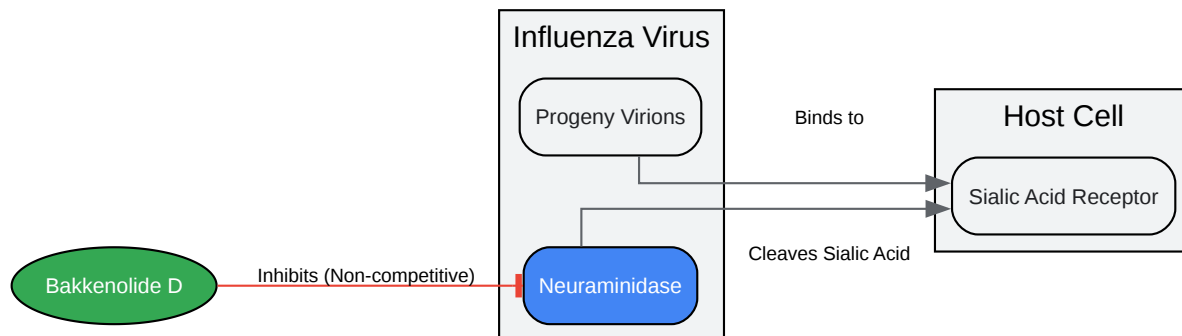 Influenza Virus
Progeny Virions
Binds to
Host Cell
Sialic Acid Receptor
Cleaves Sialic Acid
Bakkenolide D
Inhibits (Non-competitive)
Neuraminidase